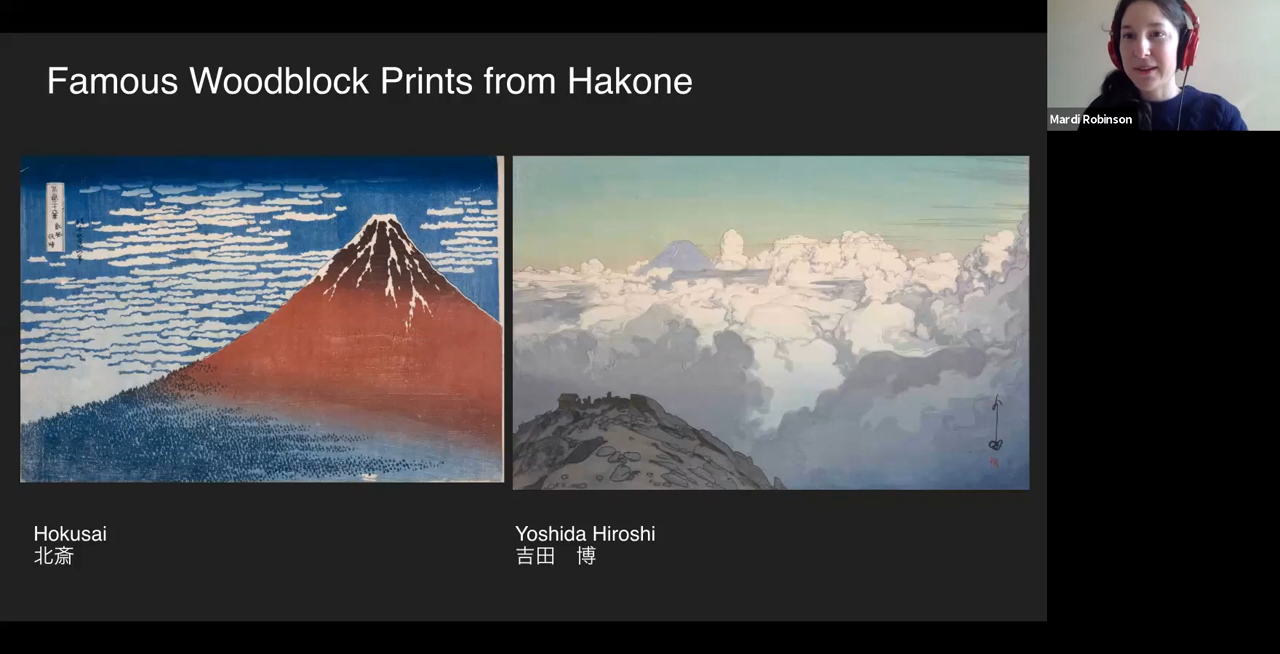 Famous Woodblock Prints from Hakone
Mardi Robinson
Hokusai
北斎
Yoshida Hiroshi
吉田　博